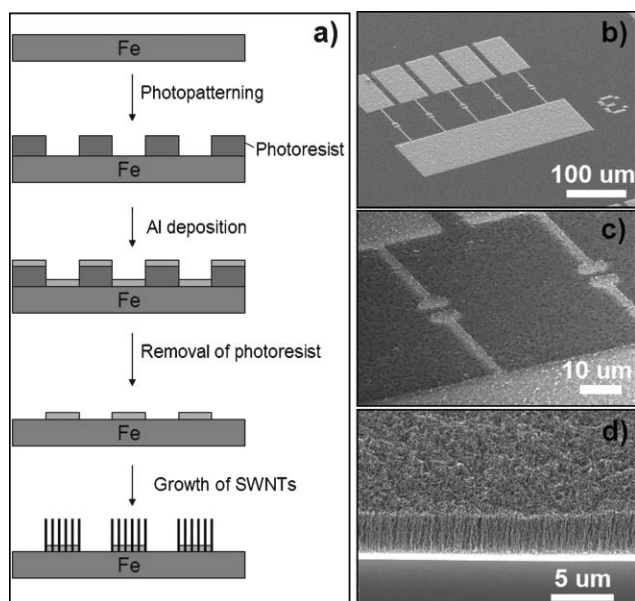 a)
Fe
Photopatterning
Photoresist
Fe
Al deposition
Fe
Removal of photoresist
Fe
Growth of SWNTs
Fe
b)
100 um
c)
10 um
d)
5 um